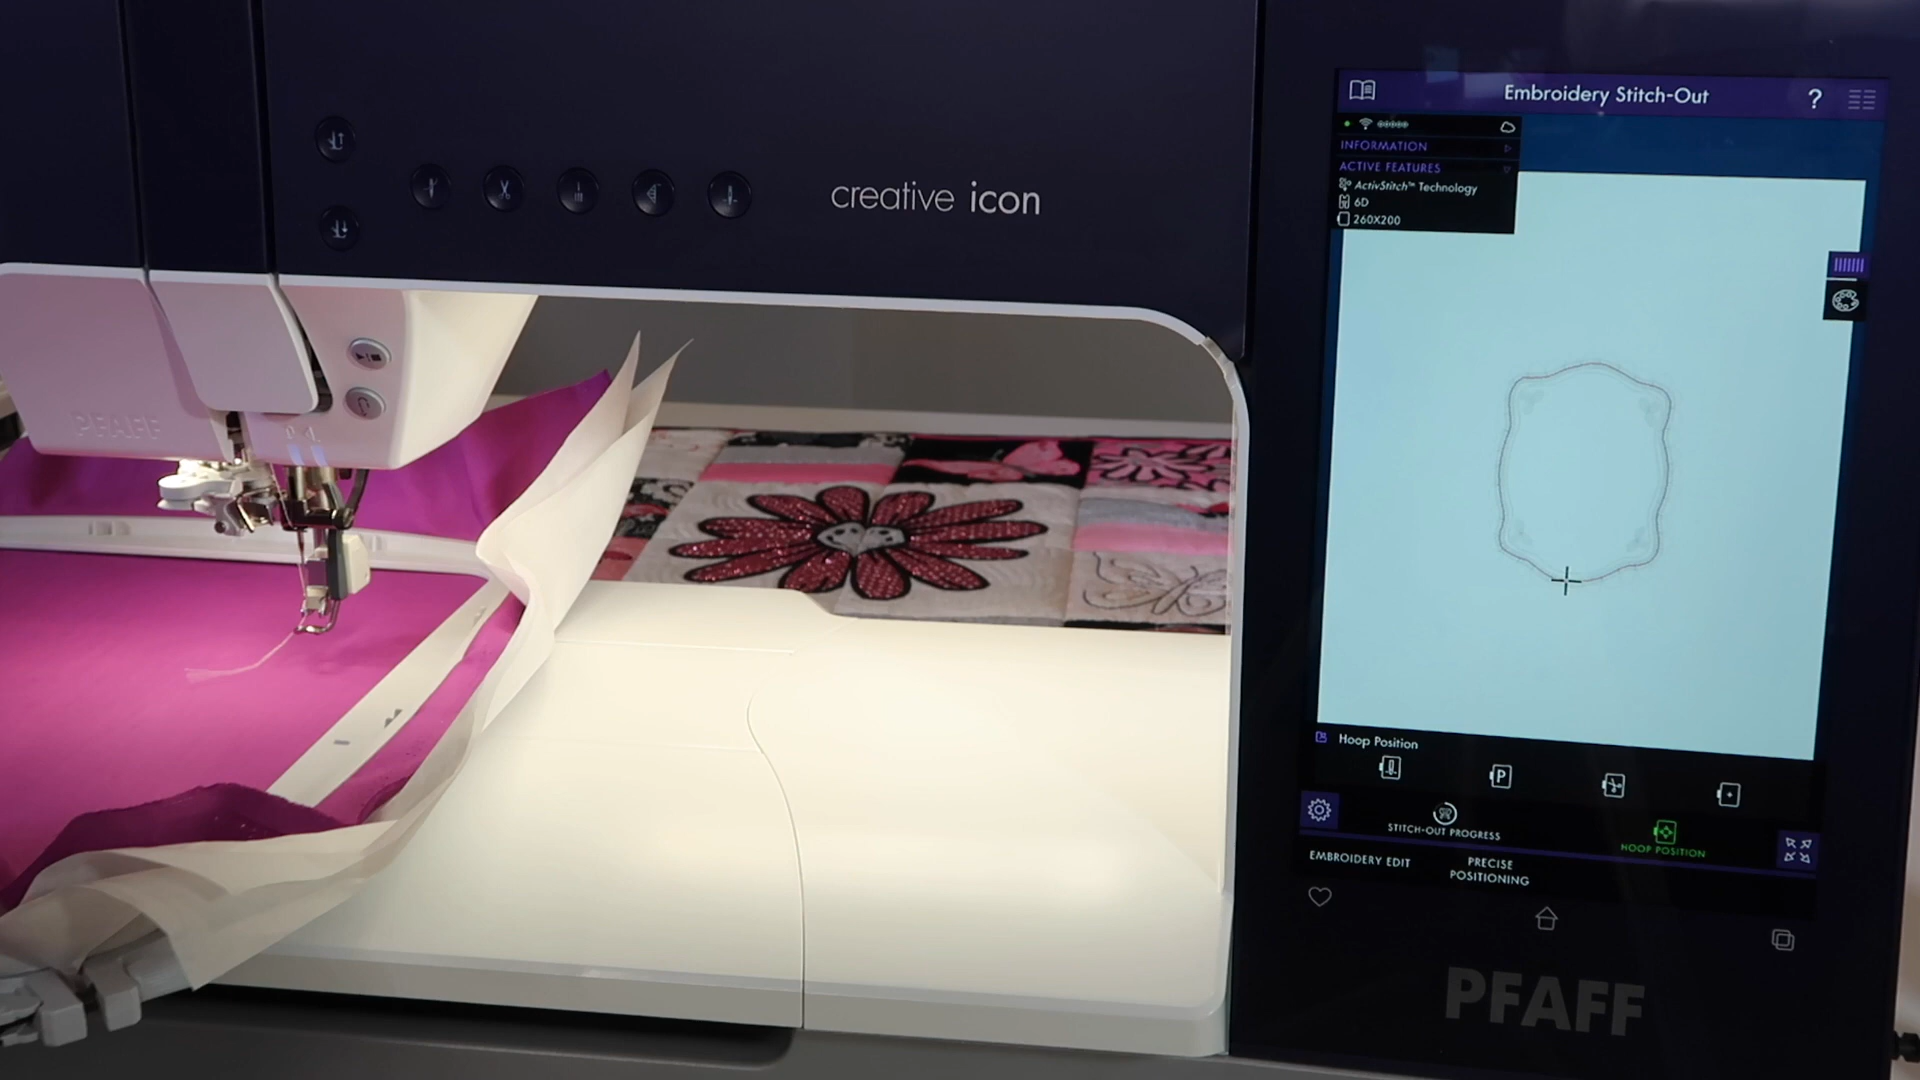 creative icon
PFAFF
Embroidery Stitch-Out
?
INFORMATION
ACTIVE FEATURES
ActivStitch™ Technology
6D
260X200
Hoop Position
P
STITCH-OUT PROGRESS
HOOP POSITION
EMBROIDERY EDIT
PRECISE
POSITIONING
PFAFF